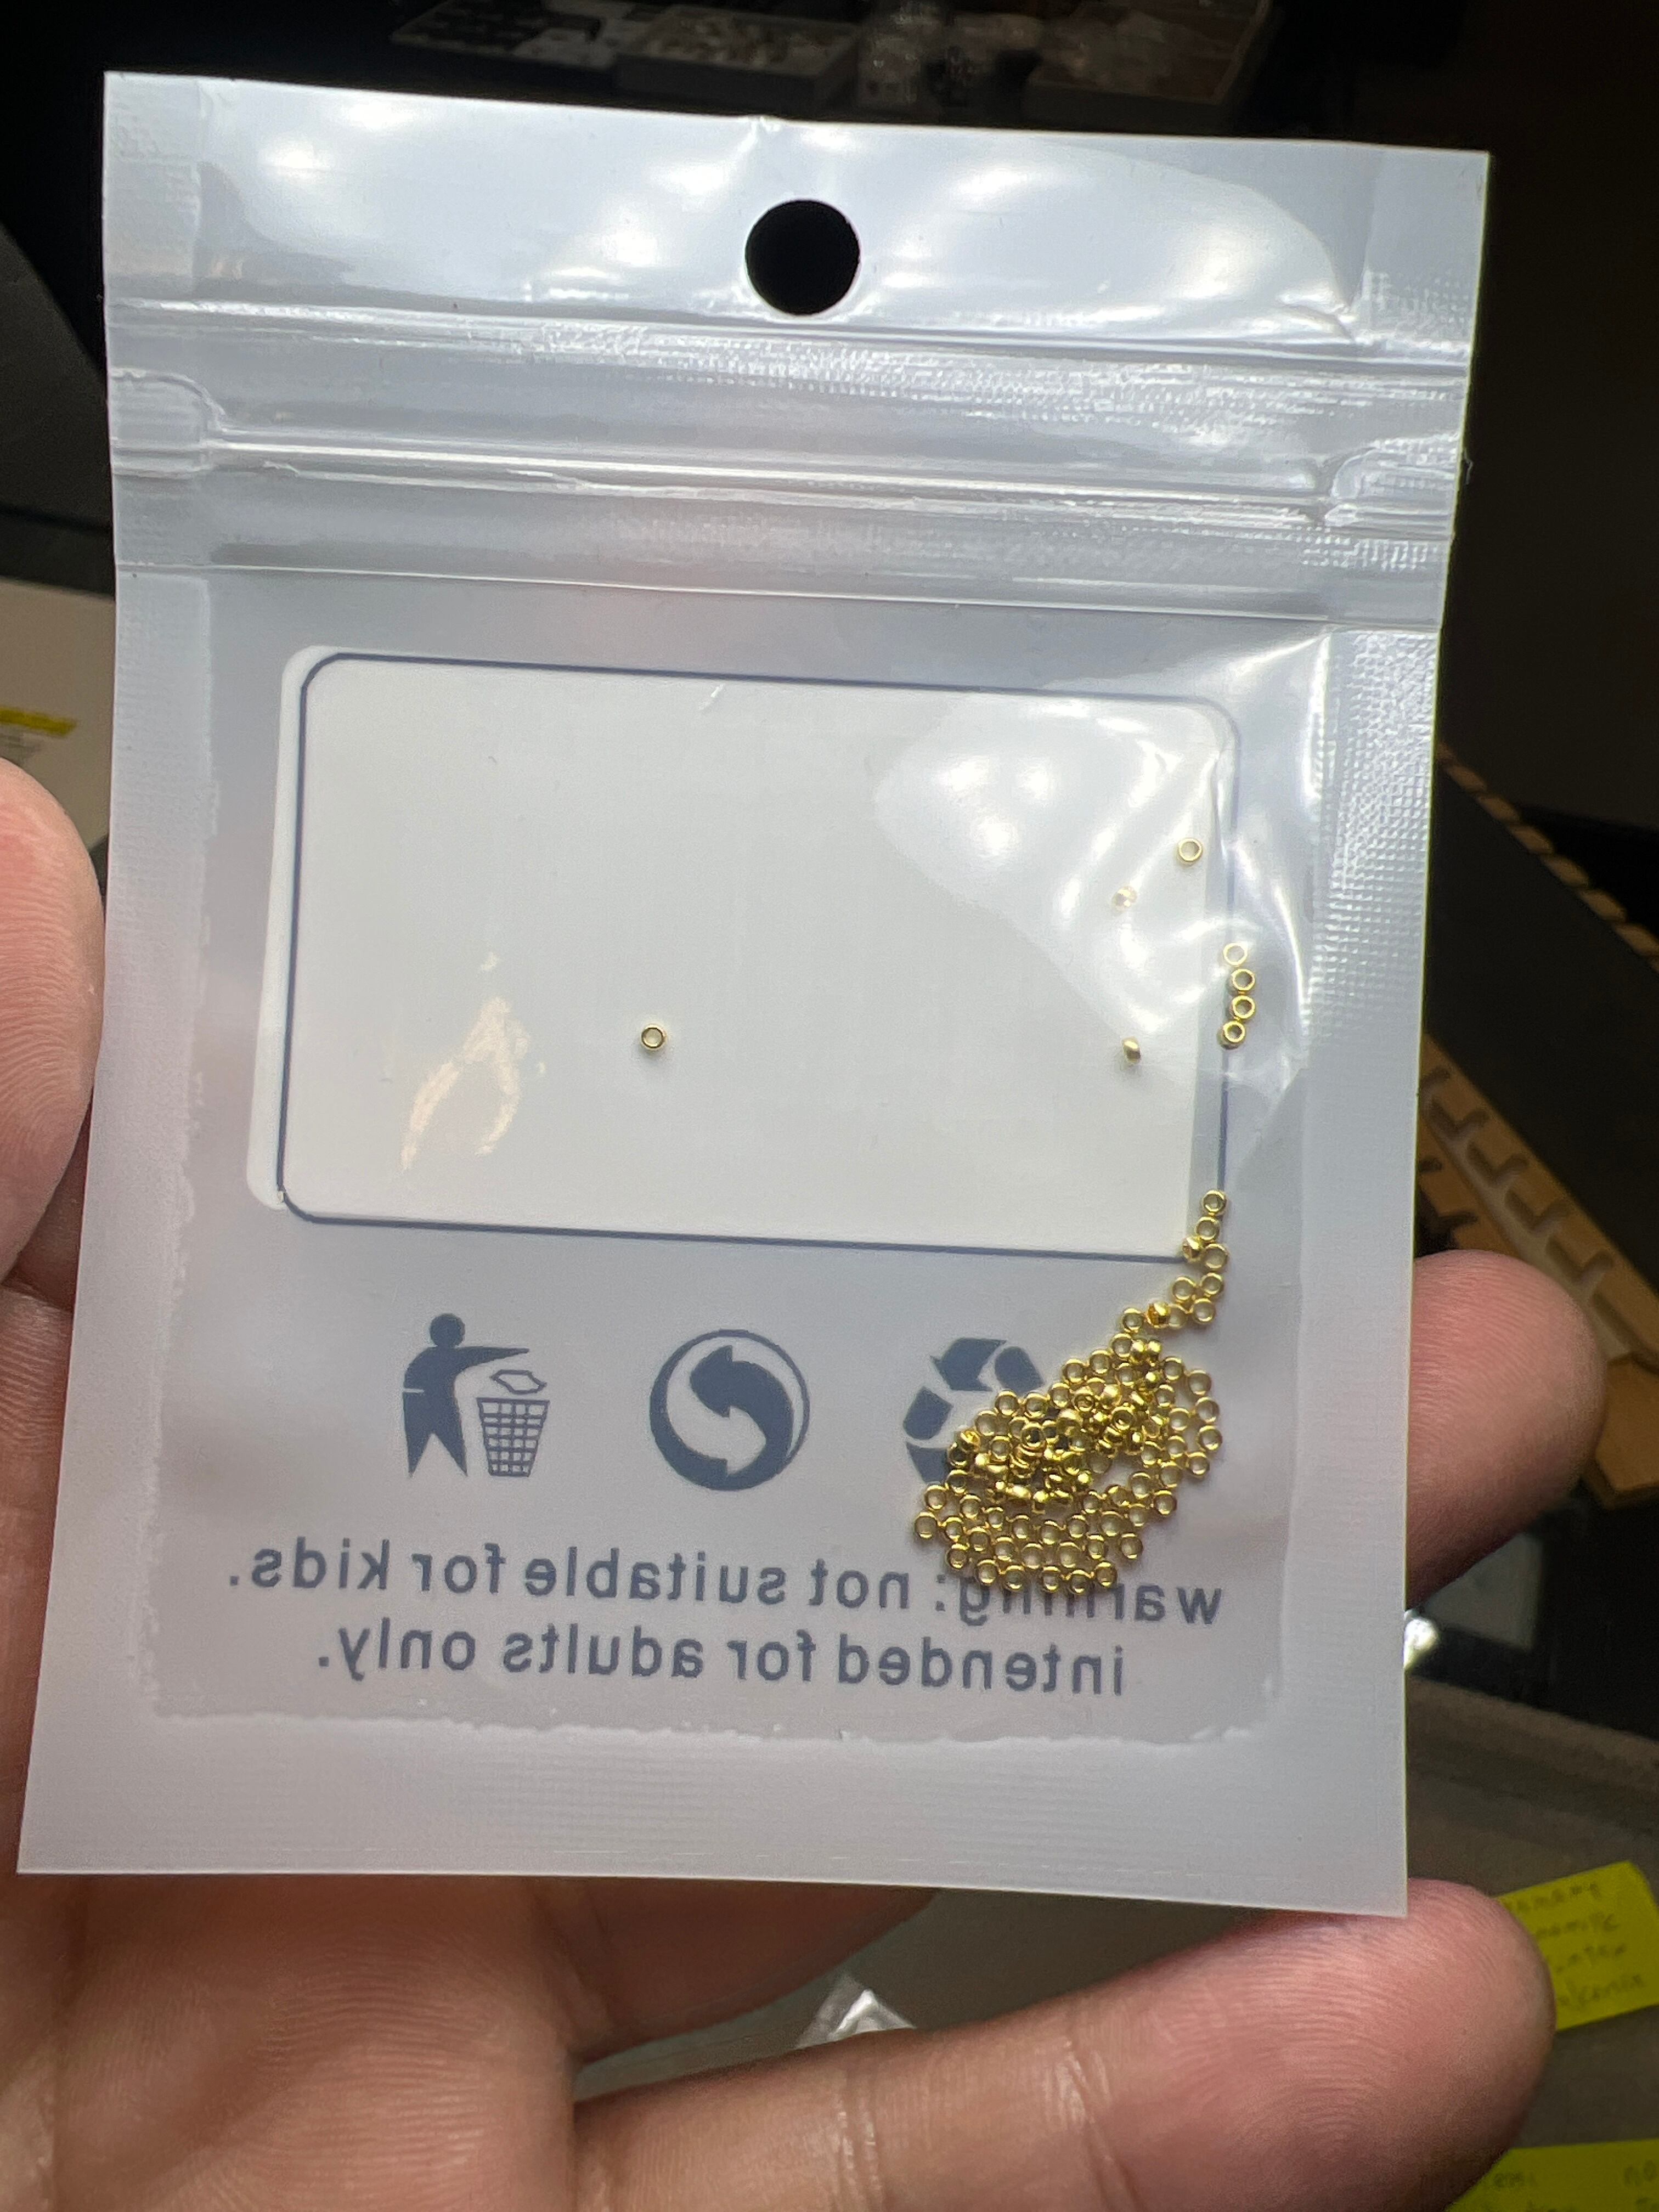 warning: not suitable for kids.
intended for adults only.